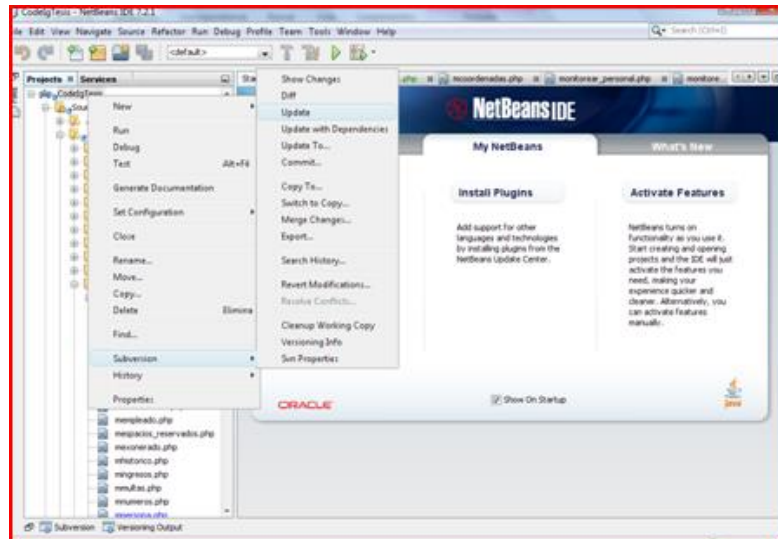 CodeIgTesis - NetBeans IDE 7.2.1
File Edit View Navigate Source Refactor Run Debug Profile Team Tools Window Help
Search (Ctrl+I)
<default>
Projects Services
Files
mcoordenadas.php monitorear_personal.php monitore...
CodeIgTesis
New
Run
Debug
Test Alt+F6
Generate Documentation
Set Configuration
Close
Rename...
Move...
Copy...
Delete
Find...
Subversion
History
Properties
Show Changes
Diff
Update
Update with Dependencies
Update To...
Commit...
Copy To...
Switch to Copy...
Merge Changes...
Export...
Search History...
Revert Modifications...
Resolve Conflicts...
Cleanup Working Copy
Versioning Info
Svn Properties
NetBeans IDE
My NetBeans
What's New
Install Plugins
Add support for other
languages and technologies
by installing plugins from the
NetBeans Update Center.
Activate Features
NetBeans turns on
functionality as you use it.
Start creating and opening
projects and the IDE will just
activate the features you
need, making your
experience quicker and
cleaner. Alternatively, you
can activate features
manually.
ORACLE
Show On Startup
Java
mempleado.php
mespacios_reservados.php
mexonerado.php
mhistorico.php
mingresos.php
mmultas.php
mnumeros.php
mpersona.php
Subversion Versioning Output